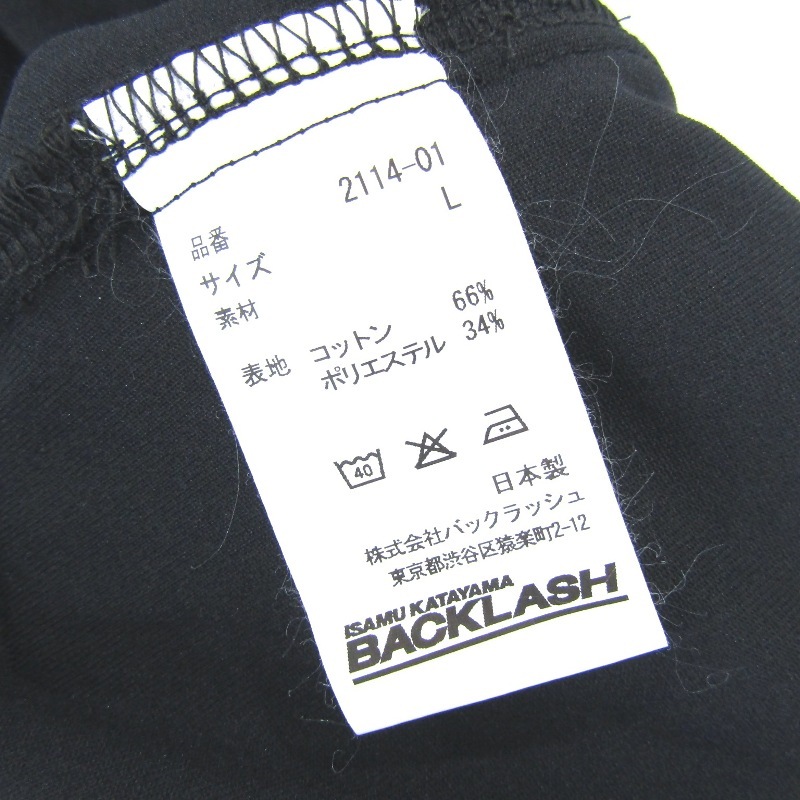 品番 2114-01
サイズ L
素材
表地 コットン 66%
ポリエステル 34%
40
日本製
株式会社バックラッシュ
東京都渋谷区猿楽町2-12
ISAMU KATAYAMA
BACKLASH